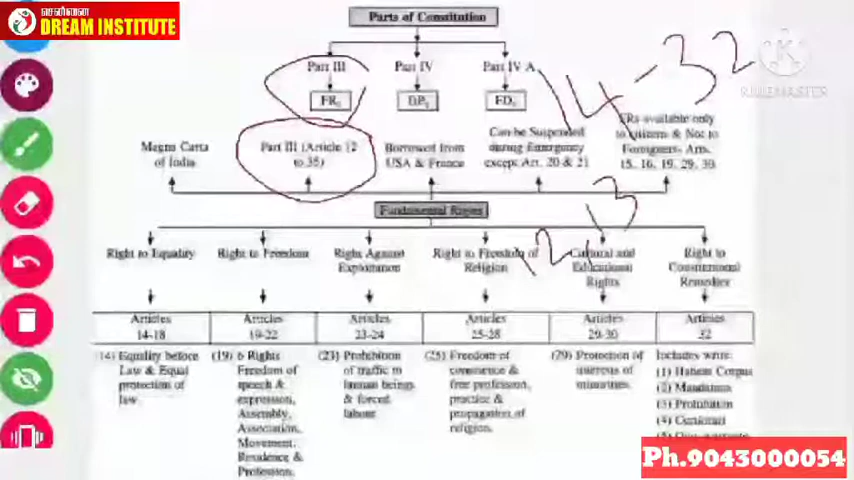 சென்னை
DREAM INSTITUTE
Parts of Constitution
Part III
Part IV
Part IV A
FRs
DPs
FDs
14-32
KINEMASTER
Magna Carta
of India
Part III (Article 12
to 35)
Borrowed from
USA & France
Can be Suspended
during Emergency
except Art. 20 & 21
FRs available only
to citizens & Not to
Foreigners- Arts.
15, 16, 19, 29, 30.
Fundamental Rights
12, 13
Right to Equality
Right to Freedom
Right Against
Exploitation
Right to Freedom of
Religion
Cultural and
Educational
Rights
Right to
Constitutional
Remedies
Articles
14-18
Articles
19-22
Articles
23-24
Articles
25-28
Articles
29-30
Articles
32
(14) Equality before
Law & Equal
protection of
law.
(19) 6 Rights
Freedom of
speech &
expression,
Assembly,
Association,
Movement,
Residence &
Profession.
(23) Prohibition
of traffic in
human beings
& forced
labour
(25) Freedom of
conscience &
free profession,
practice &
propagation of
religion.
(29) Protection of
interests of
minorities.
Includes writs
(1) Habeas Corpus
(2) Mandamus
(3) Prohibition
(4) Certiorari
Ph.9043000054